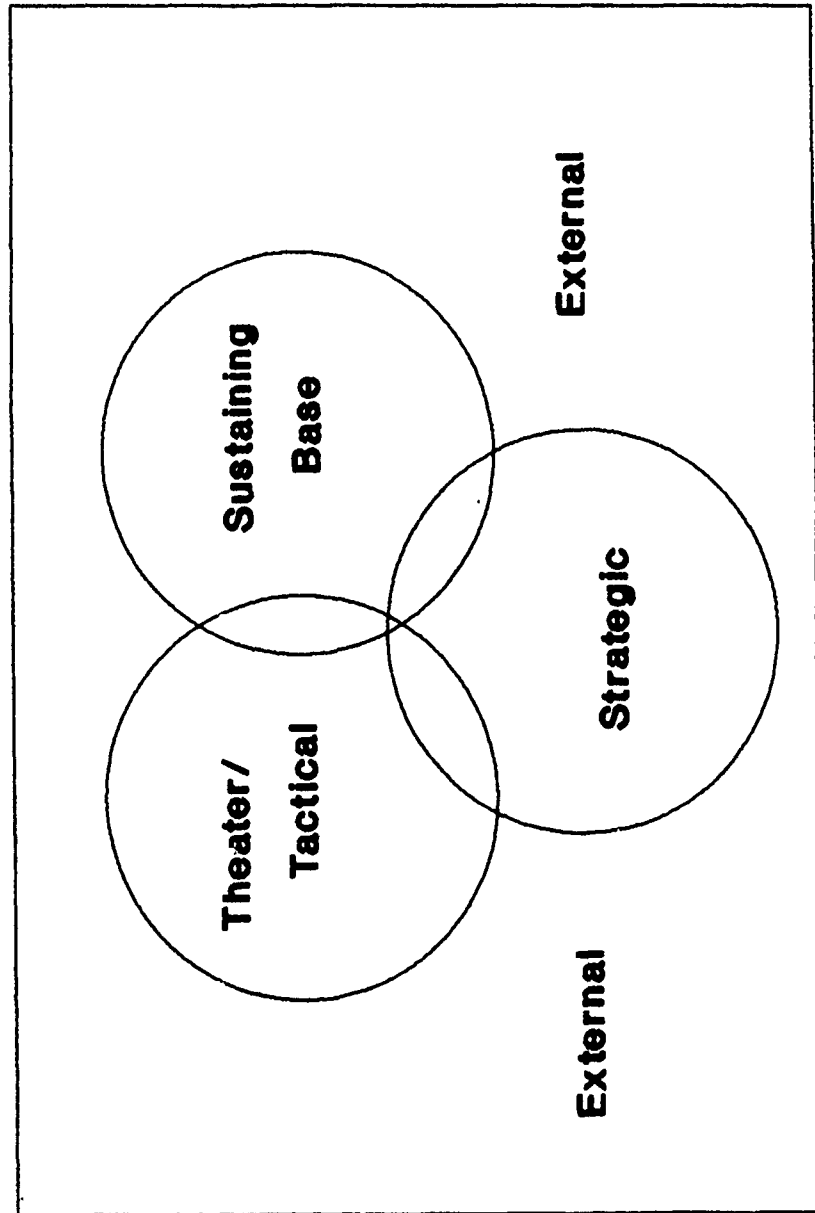 Theater/
Tactical
Sustaining
Base
Strategic
External
External